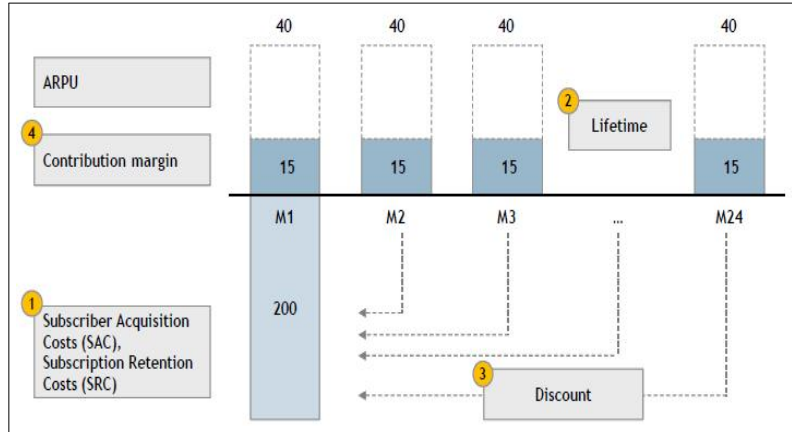 40 40 40 40
ARPU
2
Lifetime
4
Contribution margin
15 15 15 15
M1 M2 M3 ... M24
1
Subscriber Acquisition
Costs (SAC),
Subscription Retention
Costs (SRC)
200
3
Discount